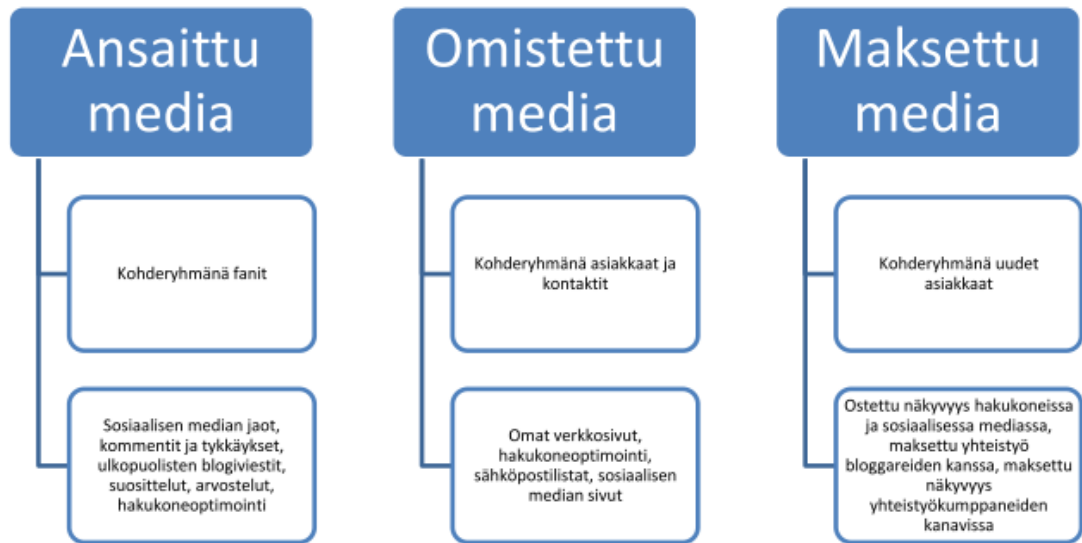 Ansaittu
media
Kohderyhmänä fanit
Sosiaalisen median jaot,
kommentit ja tykkäykset,
ulkopuolisten blogiviestit,
suosittelut, arvostelut,
hakukoneoptimointi
Omistettu
media
Kohderyhmänä asiakkaat ja
kontaktit
Omat verkkosivut,
hakukoneoptimointi,
sähköpostilistat, sosiaalisen
median sivut
Maksettu
media
Kohderyhmänä uudet
asiakkaat
Ostettu näkyvyys hakukoneissa
ja sosiaalisessa mediassa,
maksettu yhteistyö
bloggareiden kanssa, maksettu
näkyvyys
yhteistyökumppaneiden
kanavissa